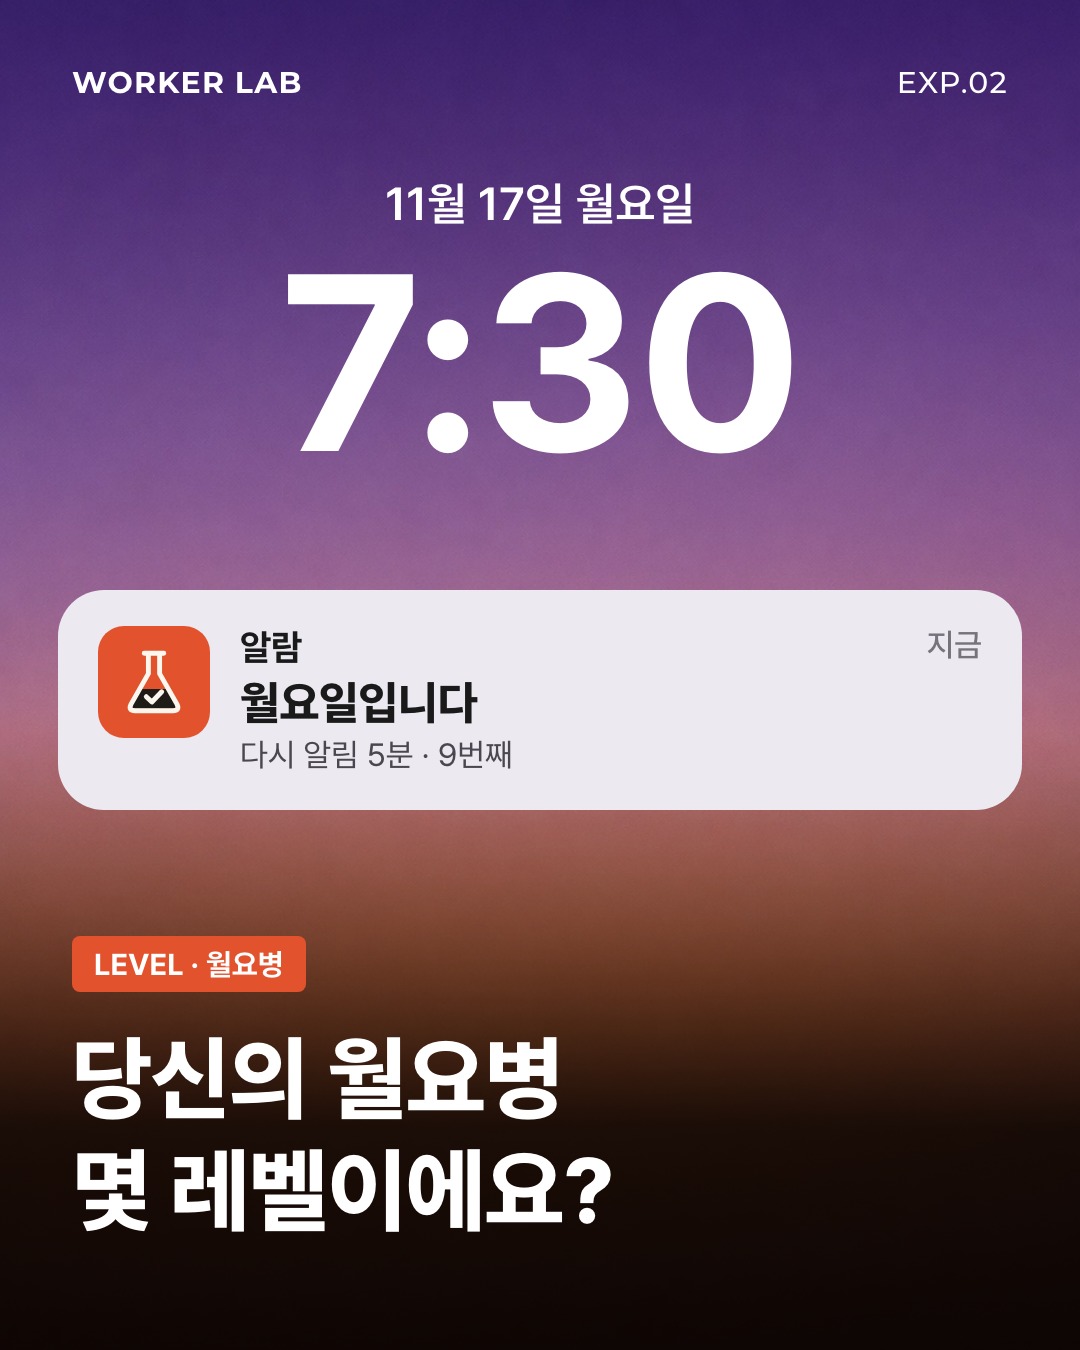 WORKER LAB
EXP.02
11월 17일 월요일
7:30
알람
지금
월요일입니다
다시 알림 5분 · 9번째
LEVEL · 월요병
당신의 월요병
몇 레벨이에요?